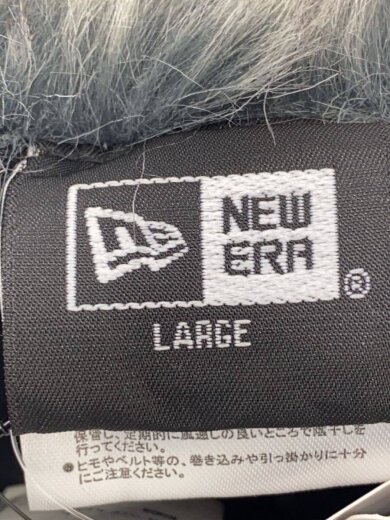 NEW
ERA
®
LARGE
保管し、定期的に風通しの良いところで陰干しを
行ってください。
⊛ヒモやベルト等の、巻き込みや引っ掛かりに十分
にご注意ください。